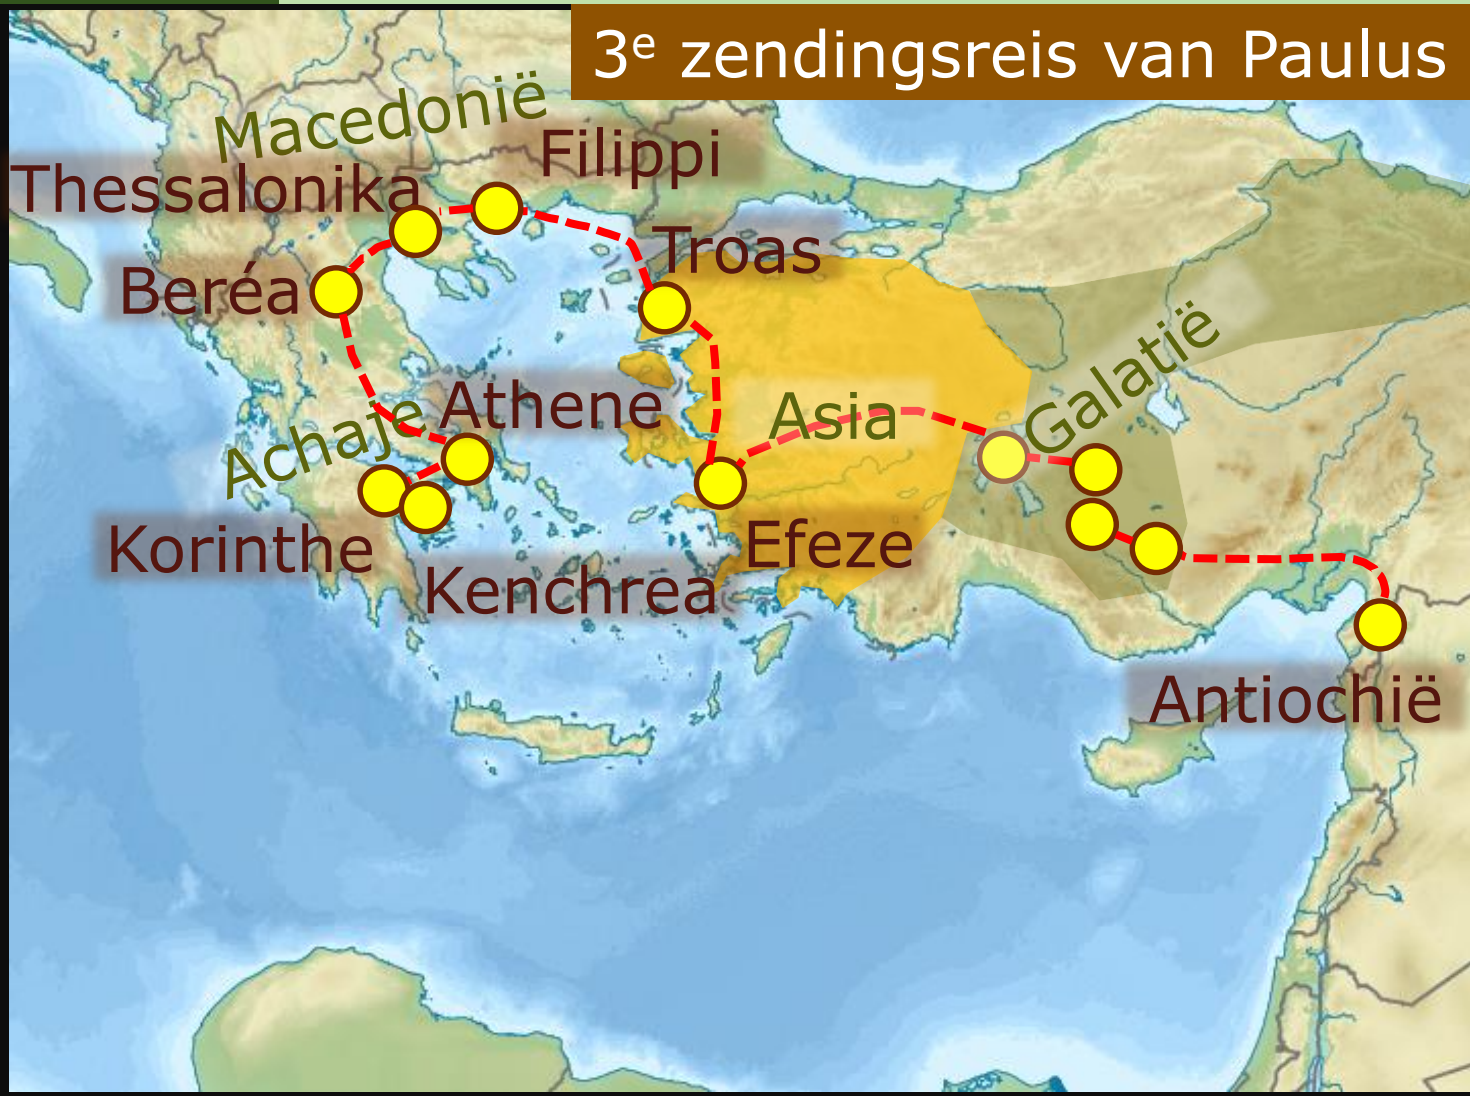 3e zendingsreis van Paulus
Macedonië
Filippi
Thessalonika
Troas
Beréa
Galatië
Athene
Asia
Achaje
Korinthe
Efeze
Kenchrea
Antiochië